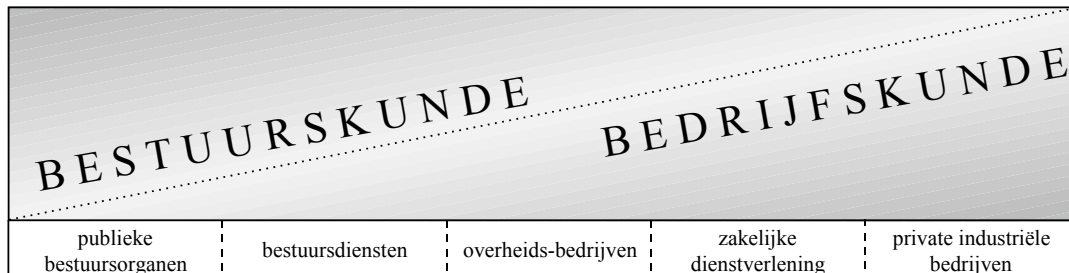 BESTUURSKUNDE
BEDRIJFSKUNDE
publieke
bestuursorganen
bestuursdiensten
overheids-bedrijven
zakelijke
dienstverlening
private industriële
bedrijven